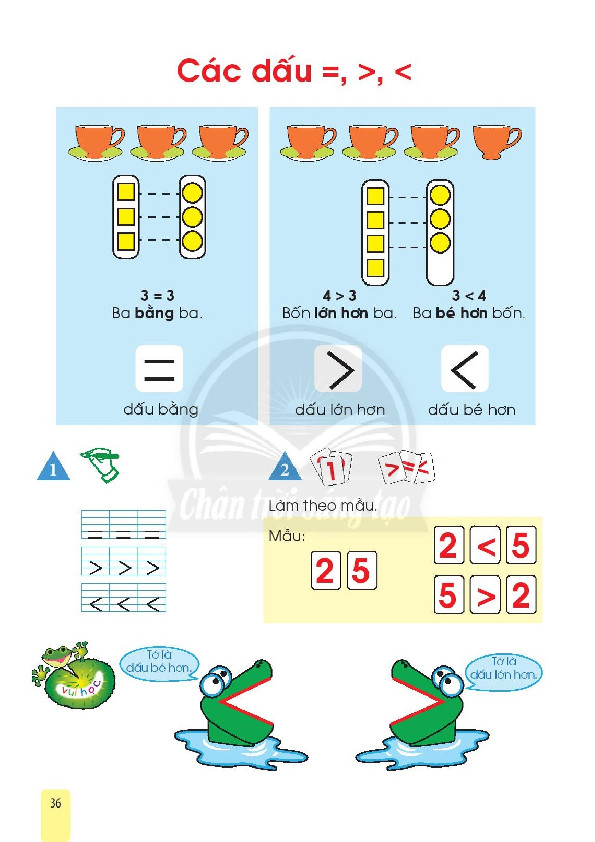 Các dấu =, >, <
3 = 3
Ba bằng ba.
=
dấu bằng
4 > 3
Bốn lớn hơn ba.
3 < 4
Ba bé hơn bốn.
>
dấu lớn hơn
<
dấu bé hơn
Chân trời sáng tạo
1
= = =
> > >
< < <
2
1
> = <
Làm theo mẫu.
Mẫu:
2 5
2 < 5
5 > 2
vui học
Tớ là
dấu bé hơn.
Tớ là
dấu lớn hơn.
36